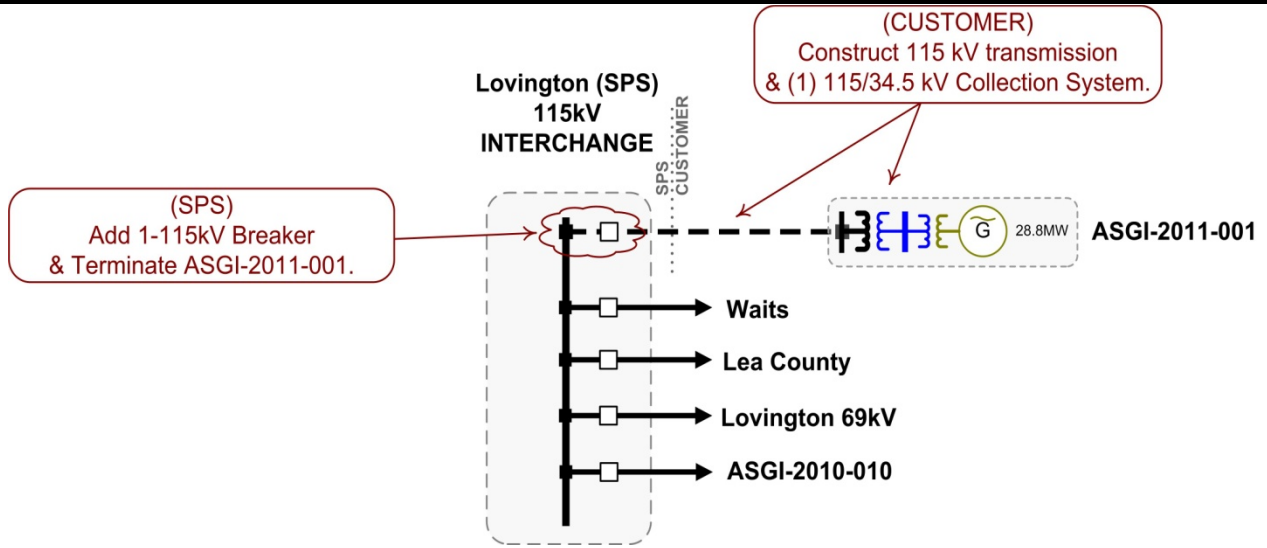 (CUSTOMER)
Construct 115 kV transmission
& (1) 115/34.5 kV Collection System.
Lovington (SPS)
115kV
INTERCHANGE
SPS
CUSTOMER
(SPS)
Add 1-115kV Breaker
& Terminate ASGI-2011-001.
G
28.8MW
ASGI-2011-001
Waits
Lea County
Lovington 69kV
ASGI-2010-010